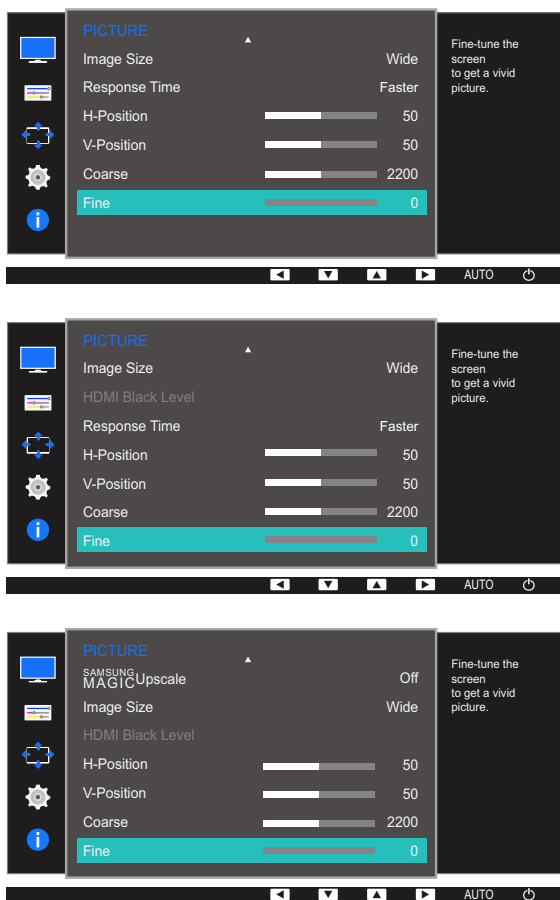 PICTURE
Image Size Wide
Response Time Faster
H-Position 50
V-Position 50
Coarse 2200
Fine 0
Fine-tune the
screen
to get a vivid
picture.
AUTO
PICTURE
Image Size Wide
HDMI Black Level
Response Time Faster
H-Position 50
V-Position 50
Coarse 2200
Fine 0
Fine-tune the
screen
to get a vivid
picture.
AUTO
PICTURE
SAMSUNG
MAGIC Upscale Off
Image Size Wide
HDMI Black Level
H-Position 50
V-Position 50
Coarse 2200
Fine 0
Fine-tune the
screen
to get a vivid
picture.
AUTO